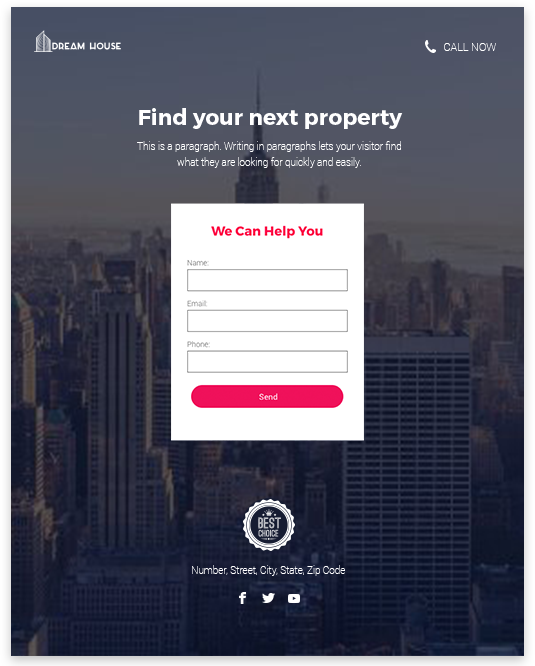 DREAM HOUSE
CALL NOW
Find your next property
This is a paragraph. Writing in paragraphs lets your visitor find
what they are looking for quickly and easily.
We Can Help You
Name:
Email:
Phone:
Send
BEST
CHOICE
Number, Street, City, State, Zip Code